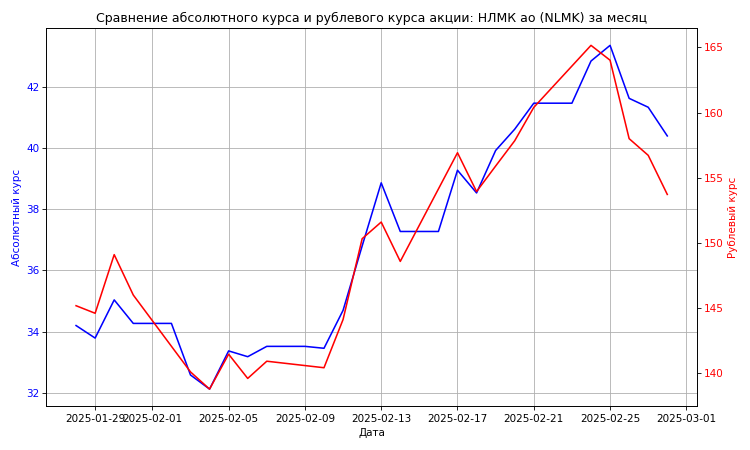 Сравнение абсолютного курса и рублевого курса акции: НЛМК ао (NLMK) за месяц
Абсолютный курс
42
40
38
36
34
32
165
160
155
150
145
140
Рублевый курс
2025-01-29 2025-02-01 2025-02-05 2025-02-09 2025-02-13 2025-02-17 2025-02-21 2025-02-25 2025-03-01
Дата